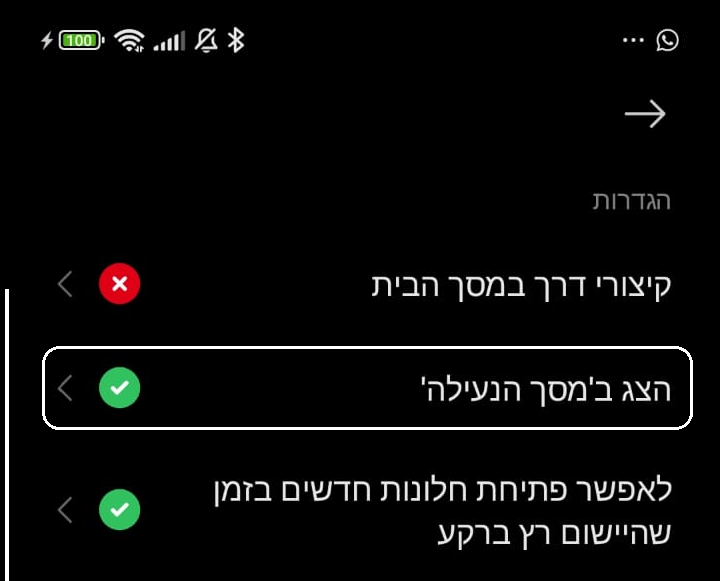 100
הגדרות
קיצורי דרך במסך הבית
הצג ב'מסך הנעילה'
לאפשר פתיחת חלונות חדשים בזמן
שהיישום רץ ברקע